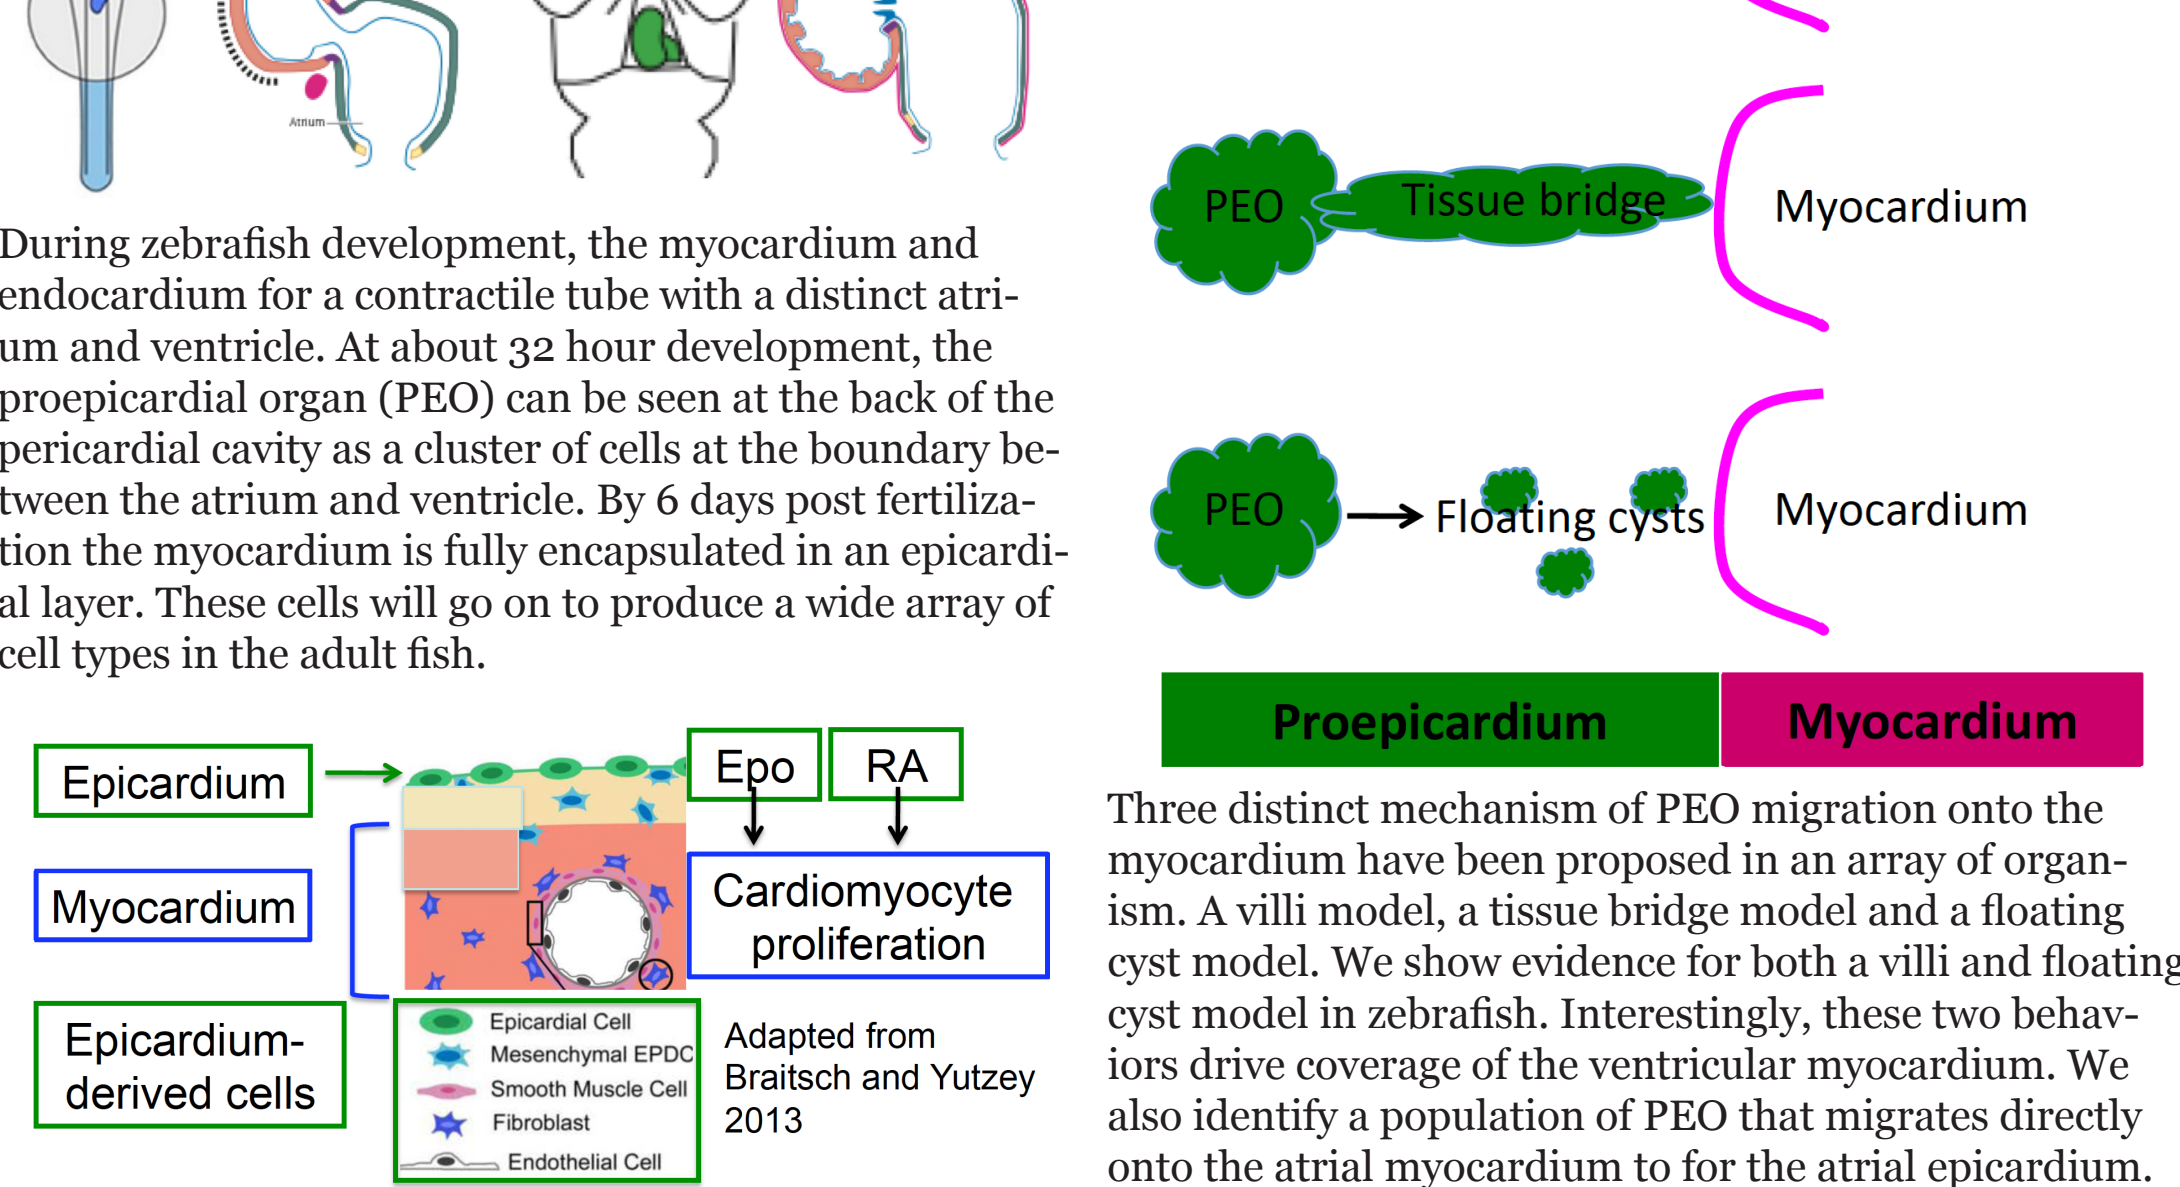 Atrium
During zebrafish development, the myocardium and
endocardium for a contractile tube with a distinct atri-
um and ventricle. At about 32 hour development, the
proepicardial organ (PEO) can be seen at the back of the
pericardial cavity as a cluster of cells at the boundary be-
tween the atrium and ventricle. By 6 days post fertiliza-
tion the myocardium is fully encapsulated in an epicardi-
al layer. These cells will go on to produce a wide array of
cell types in the adult fish.
Epicardium
Myocardium
Epicardium-
derived cells
Epo
RA
Cardiomyocyte
proliferation
Epicardial Cell
Mesenchymal EPDC
Smooth Muscle Cell
Fibroblast
Endothelial Cell
Adapted from
Braitsch and Yutzey
2013
PEO
Tissue bridge
Myocardium
PEO
Floating cysts
Myocardium
Proepicardium
Myocardium
Three distinct mechanism of PEO migration onto the
myocardium have been proposed in an array of organ-
ism. A villi model, a tissue bridge model and a floating
cyst model. We show evidence for both a villi and floating
cyst model in zebrafish. Interestingly, these two behav-
iors drive coverage of the ventricular myocardium. We
also identify a population of PEO that migrates directly
onto the atrial myocardium to for the atrial epicardium.